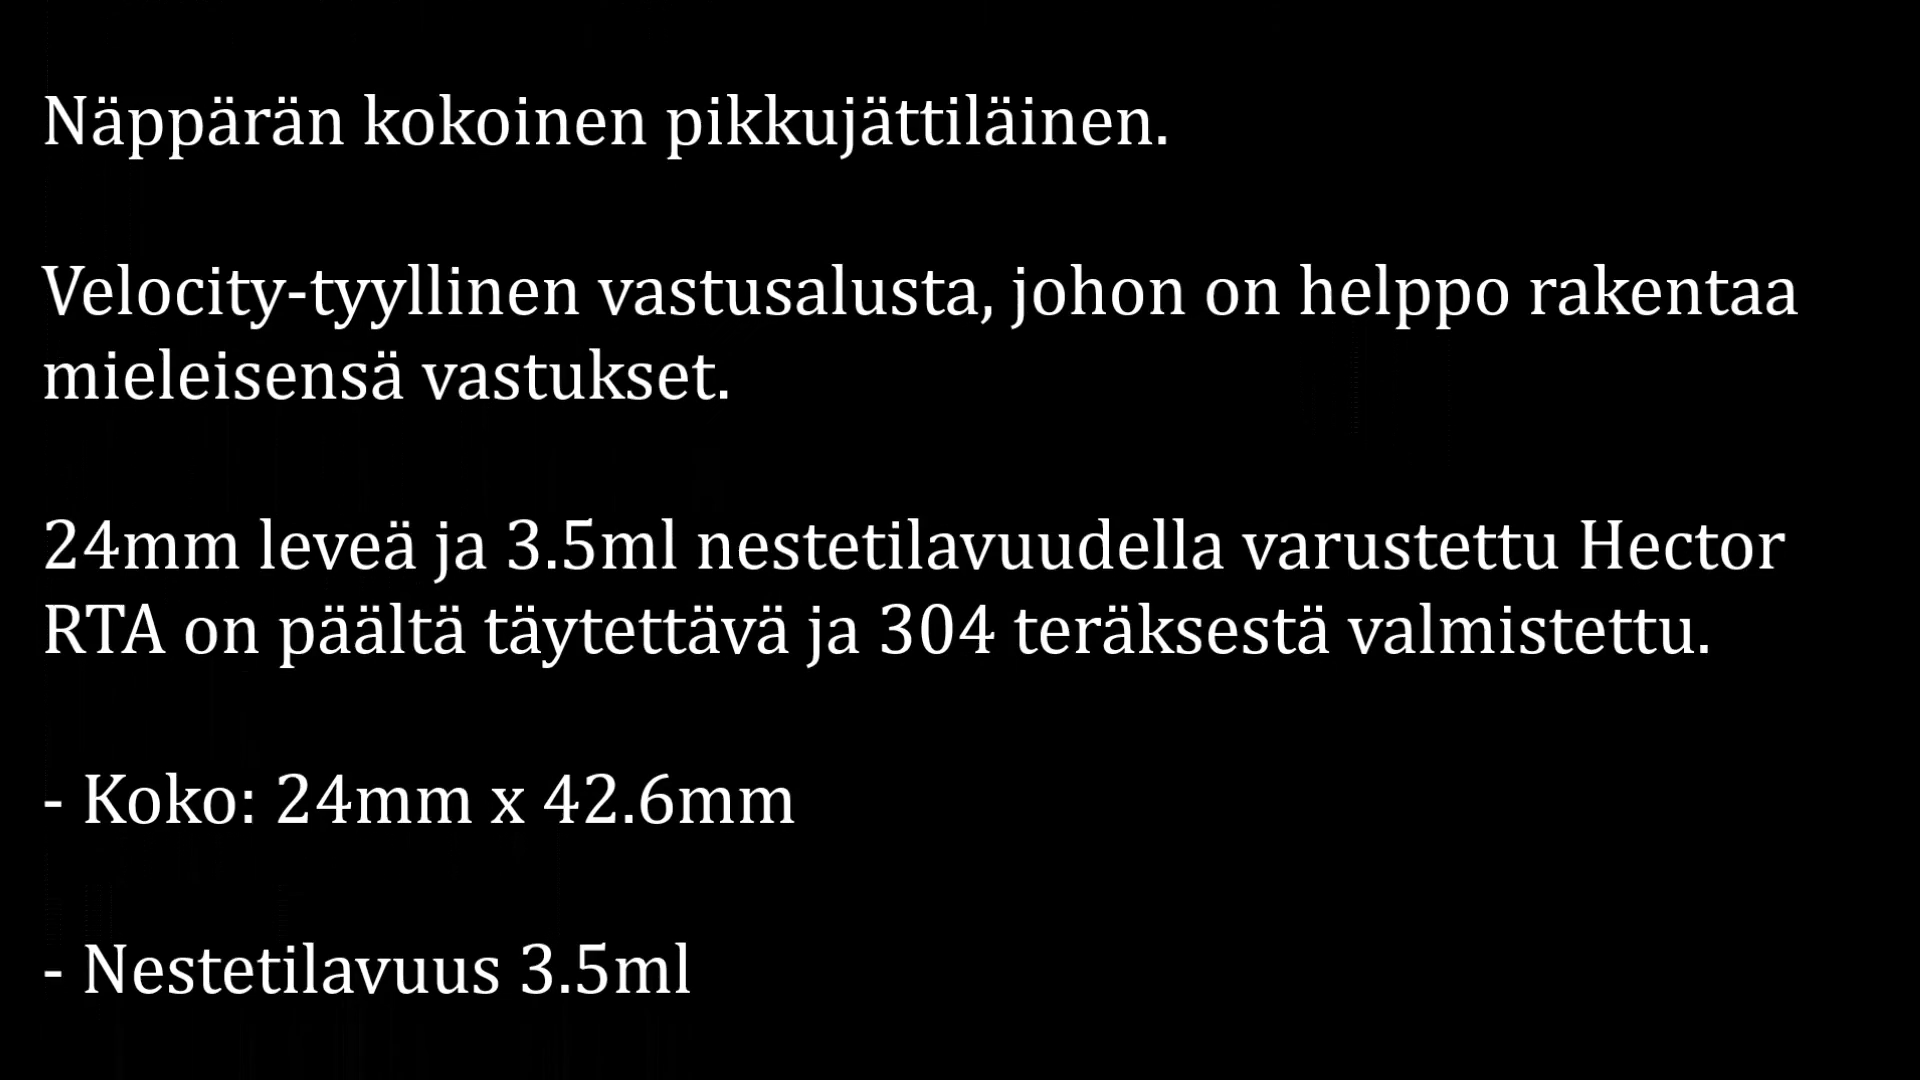 Näppärän kokoinen pikkujättiläinen.
Velocity-tyyllinen vastusalusta, johon on helppo rakentaa
mieleisensä vastukset.
24mm leveä ja 3.5ml nestetilavuudella varustettu Hector
RTA on päältä täytettävä ja 304 teräksestä valmistettu.
- Koko: 24mm x 42.6mm
- Nestetilavuus 3.5ml